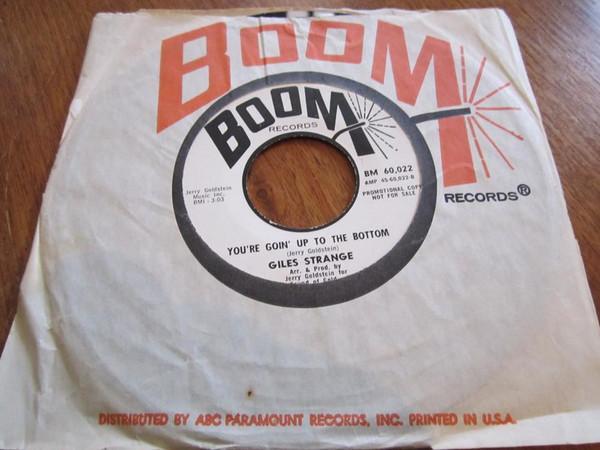 BOOM
RECORDS®
BOOM
RECORDS
BM 60,022
AMP 45-60,022-B
Jerry Goldstein
Music Inc.
BMI - 3:03
PROMOTIONAL COPY
NOT FOR SALE
YOU'RE GOIN' UP TO THE BOTTOM
(Jerry Goldstein)
GILES STRANGE
Arr. & Prod. by
Jerry Goldstein for
of Gold
DISTRIBUTED BY ABC PARAMOUNT RECORDS, INC. PRINTED IN U.S.A.